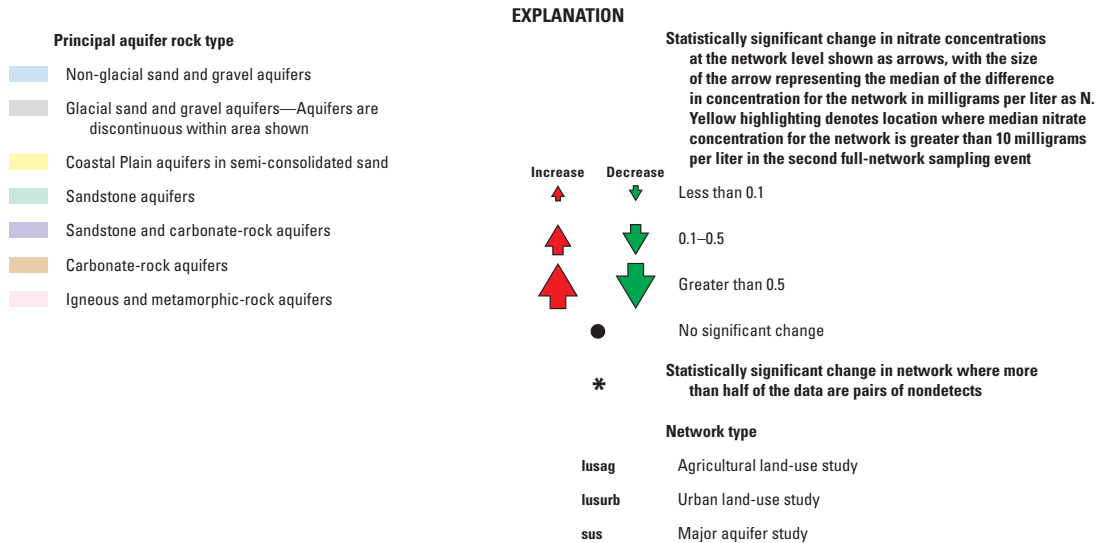 EXPLANATION
Principal aquifer rock type
Non-glacial sand and gravel aquifers
Glacial sand and gravel aquifers—Aquifers are
discontinuous within area shown
Coastal Plain aquifers in semi-consolidated sand
Sandstone aquifers
Sandstone and carbonate-rock aquifers
Carbonate-rock aquifers
Igneous and metamorphic-rock aquifers
Statistically significant change in nitrate concentrations
at the network level shown as arrows, with the size
of the arrow representing the median of the difference
in concentration for the network in milligrams per liter as N.
Yellow highlighting denotes location where median nitrate
concentration for the network is greater than 10 milligrams
per liter in the second full-network sampling event
Increase Decrease
Less than 0.1
0.1–0.5
Greater than 0.5
No significant change
* Statistically significant change in network where more
than half of the data are pairs of nondetects
Network type
lusag Agricultural land-use study
lusurb Urban land-use study
sus Major aquifer study